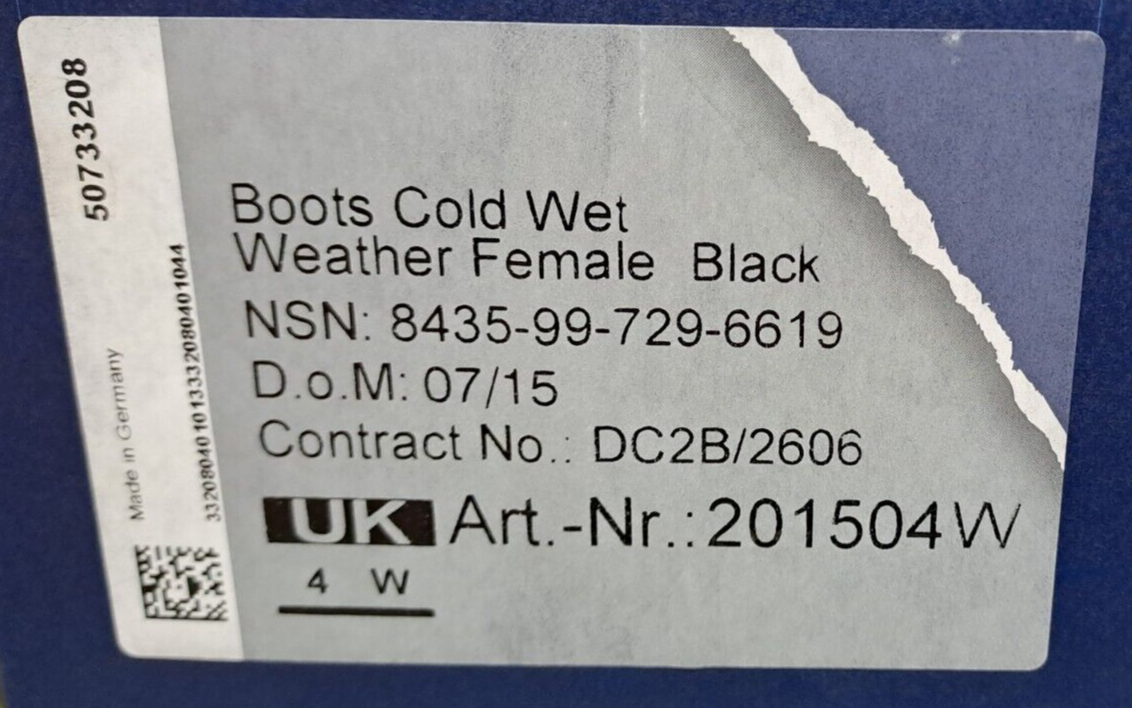 50733208
Made in Germany
3320804010133320804010​44
Boots Cold Wet
Weather Female Black
NSN: 8435-99-729-6619
D.o.M: 07/15
Contract No.: DC2B/2606
UK Art.-Nr.: 201504W
4 W